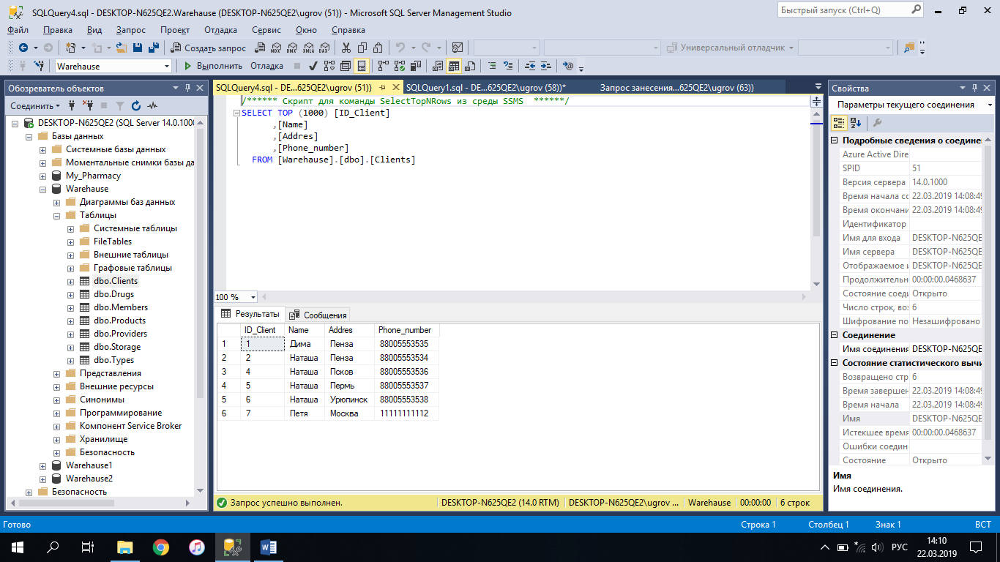 SQLQuery4.sql - DESKTOP-N625QE2.Warehause (DESKTOP-N625QE2\ugrov (51)) - Microsoft SQL Server Management Studio
Быстрый запуск (Ctrl+Q)
Файл Правка Вид Запрос Проект Отладка Сервис Окно Справка
Создать запрос MDX DMX XMLA DAX Универсальный отладчик
Warehause Выполнить Отладка
Обозреватель объектов
Соединить
DESKTOP-N625QE2 (SQL Server 14.0.1000
Базы данных
Системные базы данных
Моментальные снимки базы да
My_Pharmacy
Warehause
Диаграммы баз данных
Таблицы
Системные таблицы
FileTables
Внешние таблицы
Графовые таблицы
dbo.Clients
dbo.Drugs
dbo.Members
dbo.Products
dbo.Providers
dbo.Storage
dbo.Types
Представления
Внешние ресурсы
Синонимы
Программирование
Компонент Service Broker
Хранилище
Безопасность
Warehause1
Warehause2
Безопасность
SQLQuery4.sql - DE...625QE2\ugrov (51)) SQLQuery1.sql - DE...625QE2\ugrov (58))* Запрос занесения...625QE2\ugrov (63))
/****** Скрипт для команды SelectTopNRows из среды SSMS ******/
SELECT TOP (1000) [ID_Client]
,[Name]
,[Addres]
,[Phone_number]
FROM [Warehause].[dbo].[Clients]
100 %
Результаты Сообщения
ID_Client Name Addres Phone_number
1 1 Дима Пенза 88005553535
2 2 Наташа Пенза 88005553534
3 4 Наташа Псков 88005553536
4 5 Наташа Пермь 88005553537
5 6 Наташа Урюпинск 88005553538
6 7 Петя Москва 11111111112
Запрос успешно выполнен. DESKTOP-N625QE2 (14.0 RTM) DESKTOP-N625QE2\ugrov ... Warehause 00:00:00 6 строк
Свойства
Параметры текущего соединения
Подробные сведения о соедине
Azure Active Dire
SPID 51
Версия сервера 14.0.1000
Время начала со 22.03.2019 14:08:49
Время окончани 22.03.2019 14:08:49
Идентификатор
Имя для входа DESKTOP-N625QE
Имя сервера DESKTOP-N625QE
Отображаемое и DESKTOP-N625QE
Продолжительн 00:00:00.0468637
Состояние соеди Открыто
Число строк, воз 6
Шифрование по Незашифровано
Соединение
Имя соединения DESKTOP-N625QE
Состояние статистического вычи
Возвращено стр 6
Время завершен 22.03.2019 14:08:49
Время начала 22.03.2019 14:08:49
Имя DESKTOP-N625QE
Истекшее время 00:00:00.0468637
Ошибки соедин
Состояние Открыто
Имя
Имя соединения.
Готово Строка 1 Столбец 1 Знак 1 ВСТ
РУС 14:10
22.03.2019